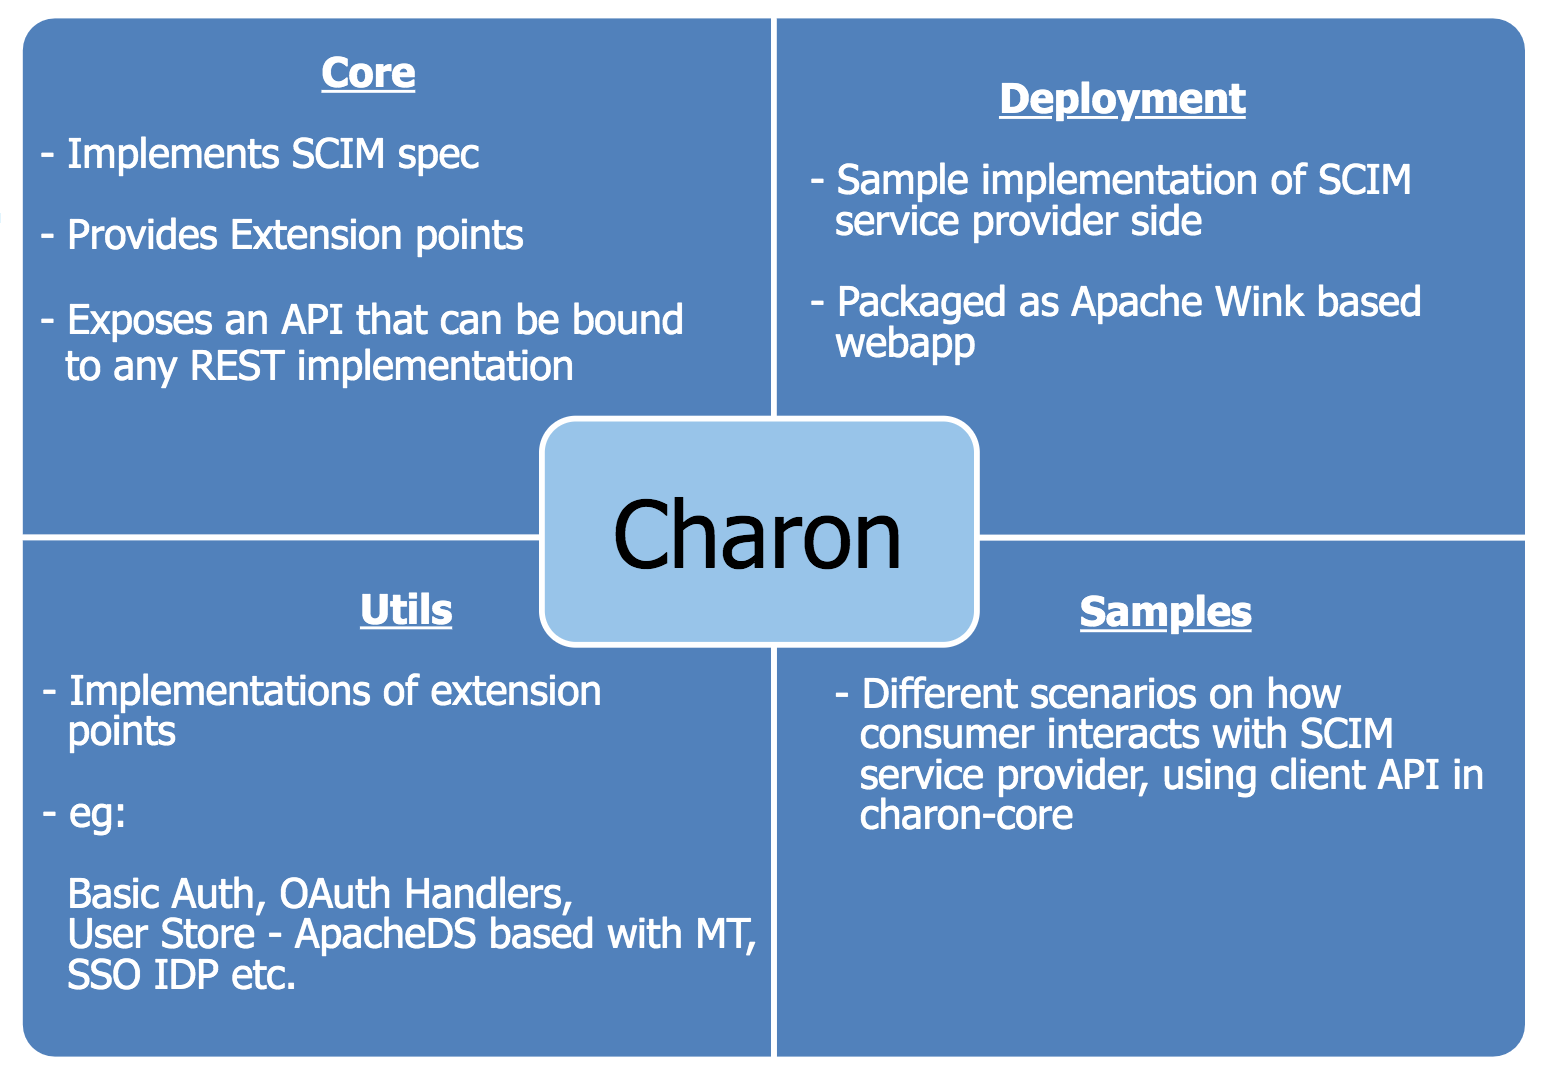 Core
- Implements SCIM spec
- Provides Extension points
- Exposes an API that can be bound
to any REST implementation
Deployment
- Sample implementation of SCIM
service provider side
- Packaged as Apache Wink based
webapp
Charon
Utils
- Implementations of extension
points
- eg:
Basic Auth, OAuth Handlers,
User Store - ApacheDS based with MT,
SSO IDP etc.
Samples
- Different scenarios on how
consumer interacts with SCIM
service provider, using client API in
charon-core